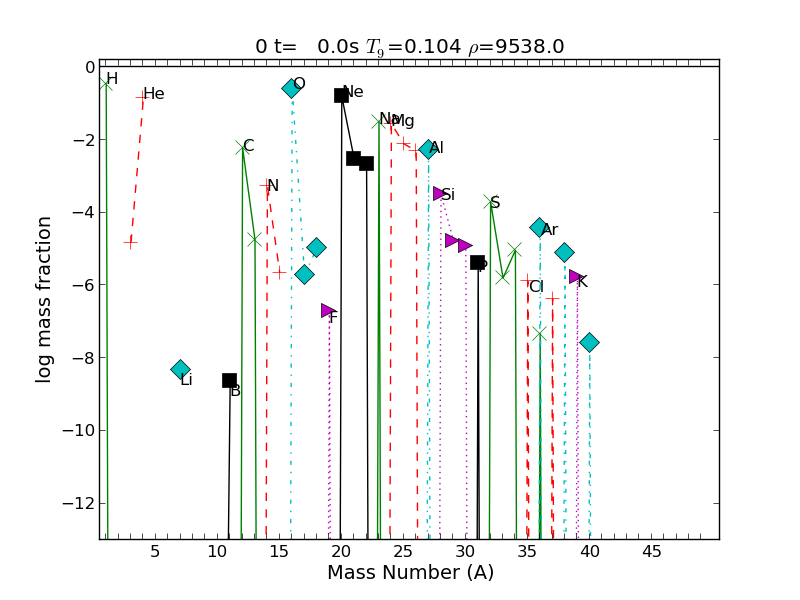 0 t= 0.0s T9=0.104 ρ=9538.0
0
−2
−4
−6
−8
−10
−12
log mass fraction
H
He
Li
B
C
N
O
F
Ne
Na
Mg
Al
Si
P
S
Cl
Ar
K
5 10 15 20 25 30 35 40 45
Mass Number (A)